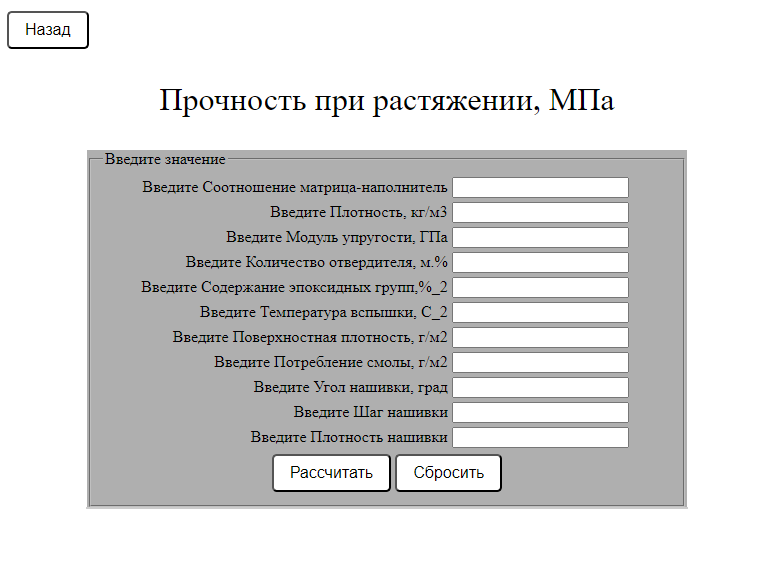 Назад
Прочность при растяжении, МПа
Введите значение
Введите Соотношение матрица-наполнитель
Введите Плотность, кг/м3
Введите Модуль упругости, ГПа
Введите Количество отвердителя, м.%
Введите Содержание эпоксидных групп,%_2
Введите Температура вспышки, С_2
Введите Поверхностная плотность, г/м2
Введите Потребление смолы, г/м2
Введите Угол нашивки, град
Введите Шаг нашивки
Введите Плотность нашивки
Рассчитать Сбросить